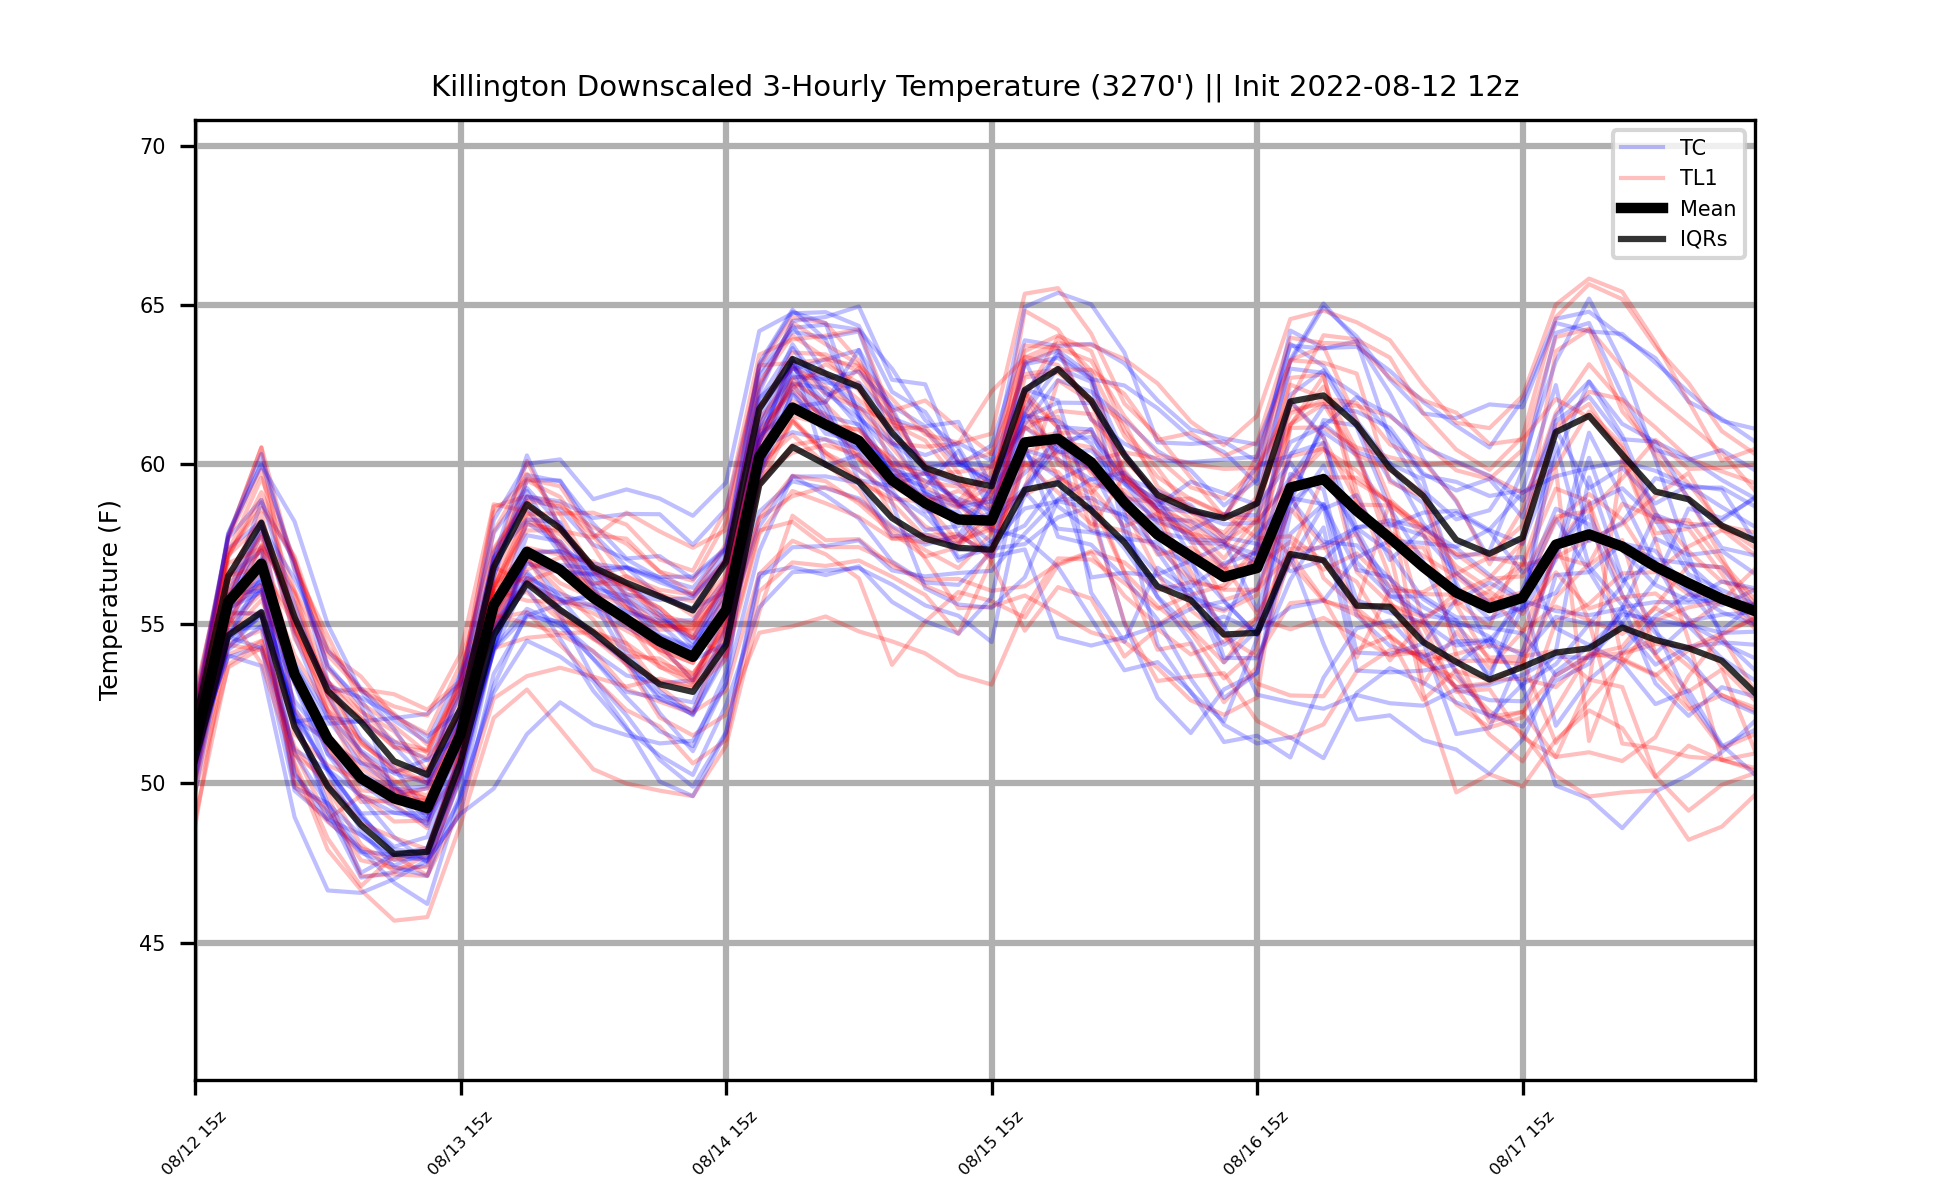 Killington Downscaled 3-Hourly Temperature (3270') || Init 2022-08-12 12z
TC
TL1
Mean
IQRs
Temperature (F)
70
65
60
55
50
45
08/12 15z
08/13 15z
08/14 15z
08/15 15z
08/16 15z
08/17 15z